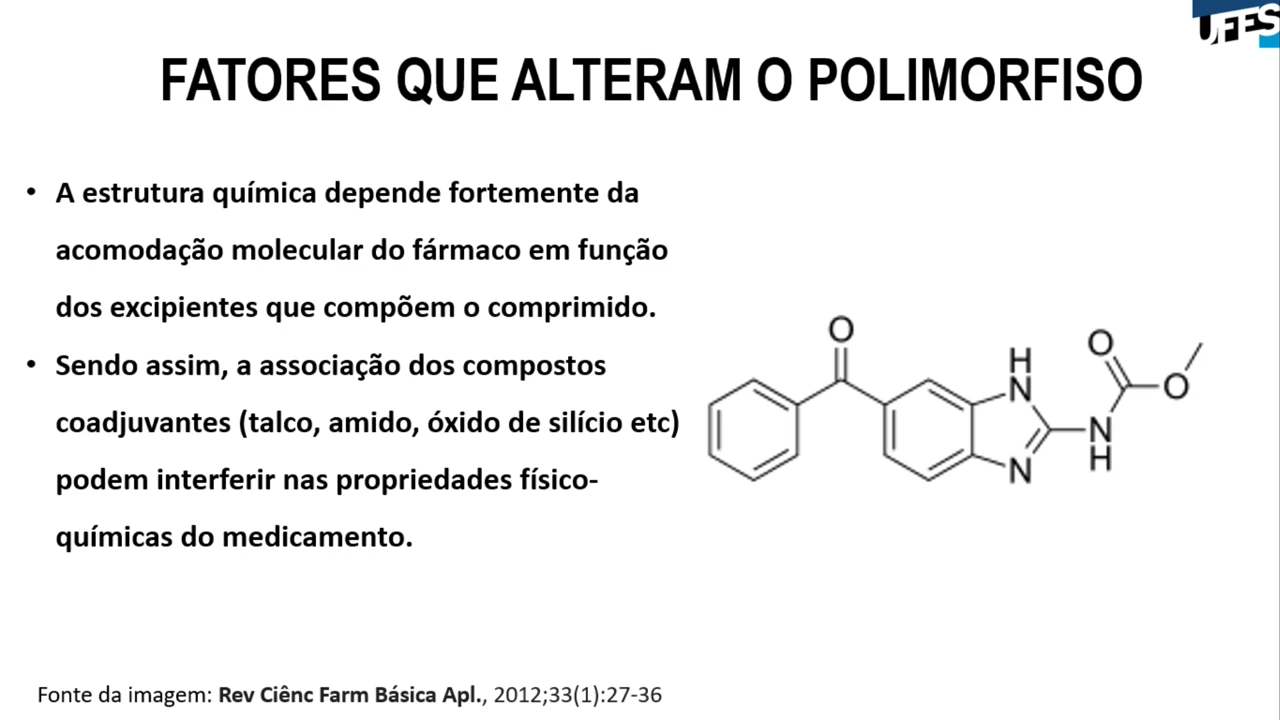 UFES
FATORES QUE ALTERAM O POLIMORFISO
• A estrutura química depende fortemente da
acomodação molecular do fármaco em função
dos excipientes que compõem o comprimido.
• Sendo assim, a associação dos compostos
coadjuvantes (talco, amido, óxido de silício etc)
podem interferir nas propriedades físico-
químicas do medicamento.
O
H
N
N
N
H
O
O
Fonte da imagem: Rev Ciênc Farm Básica Apl., 2012;33(1):27-36